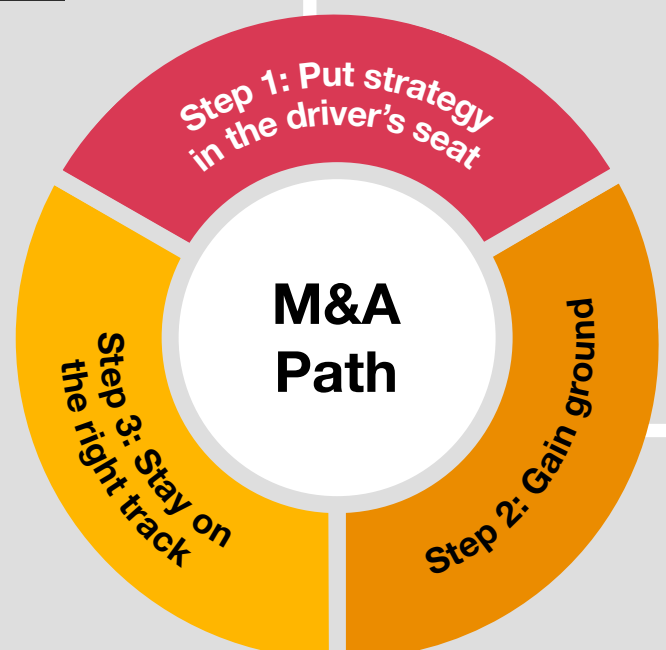 Step 1: Put strategy
in the driver’s seat
M&A
Path
Step 2: Gain ground
Step 3: Stay on
the right track